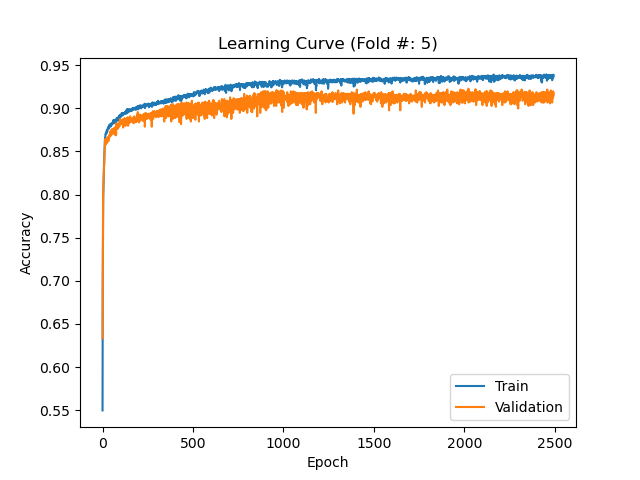 Learning Curve (Fold #: 5)
0.95
0.90
0.85
0.80
0.75
0.70
0.65
0.60
0.55
Accuracy
0 500 1000 1500 2000 2500
Epoch
Train
Validation